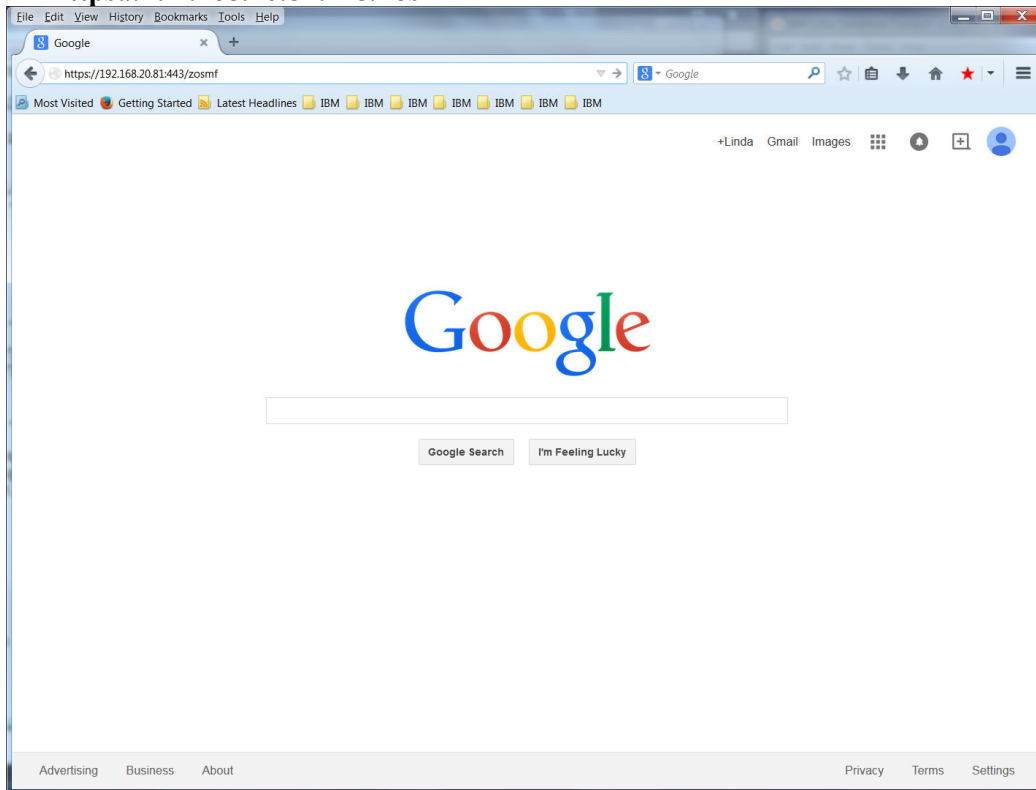 File Edit View History Bookmarks Tools Help
Google
https://192.168.20.81:443/zosmf
Google
Most Visited Getting Started Latest Headlines IBM IBM IBM IBM IBM IBM IBM
+Linda Gmail Images
Google
Google Search I'm Feeling Lucky
Advertising Business About Privacy Terms Settings